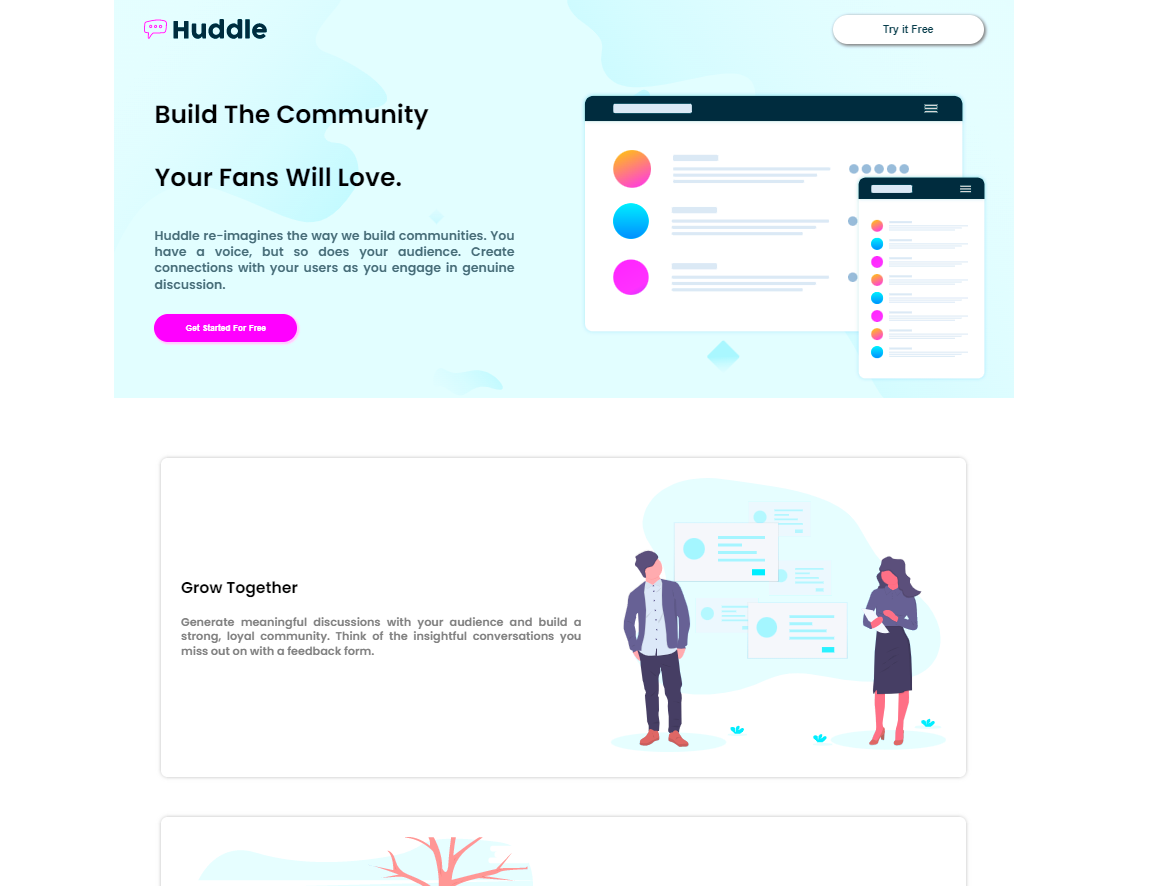 Huddle
Try it Free
Build The Community
Your Fans Will Love.
Huddle re-imagines the way we build communities. You
have a voice, but so does your audience. Create
connections with your users as you engage in genuine
discussion.
Get Started For Free
Grow Together
Generate meaningful discussions with your audience and build a
strong, loyal community. Think of the insightful conversations you
miss out on with a feedback form.